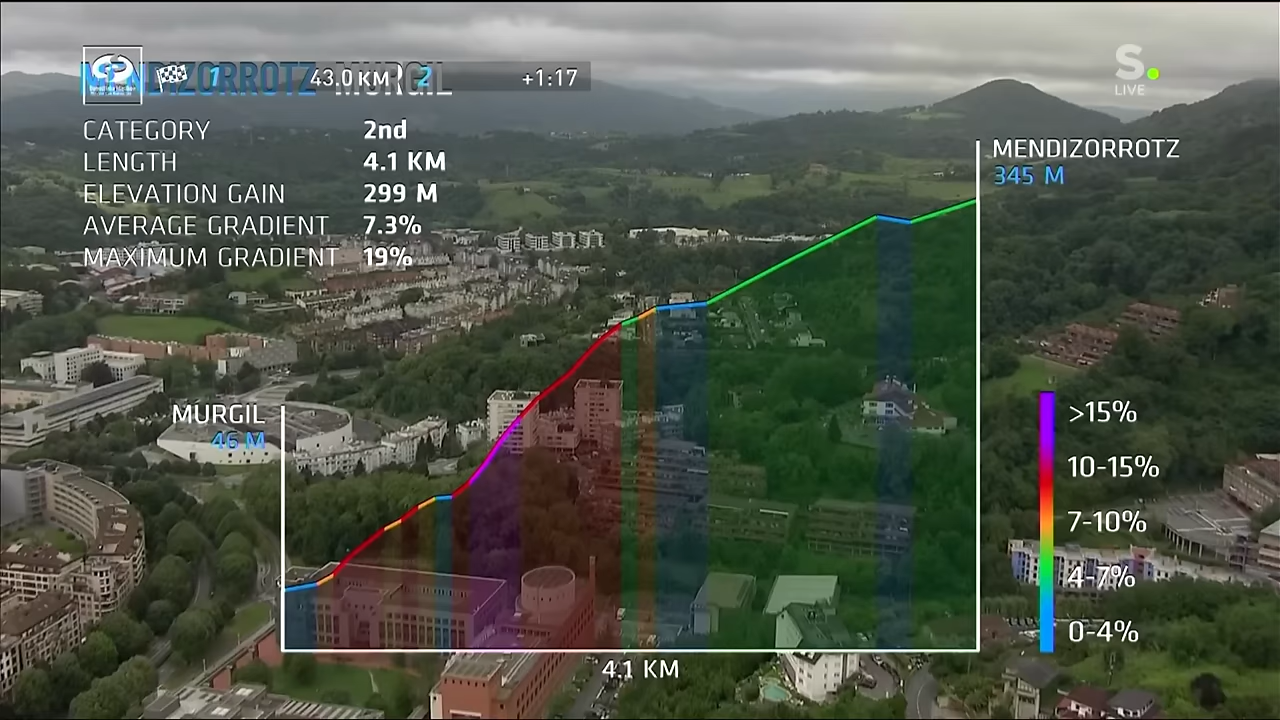 MENDIZORROTZ - MURGIL
1 43.0 KM 2 +1:17
S. LIVE
CATEGORY 2nd
LENGTH 4.1 KM
ELEVATION GAIN 299 M
AVERAGE GRADIENT 7.3%
MAXIMUM GRADIENT 19%
MENDIZORROTZ
345 M
MURGIL
46 M
>15%
10-15%
7-10%
4-7%
0-4%
4.1 KM